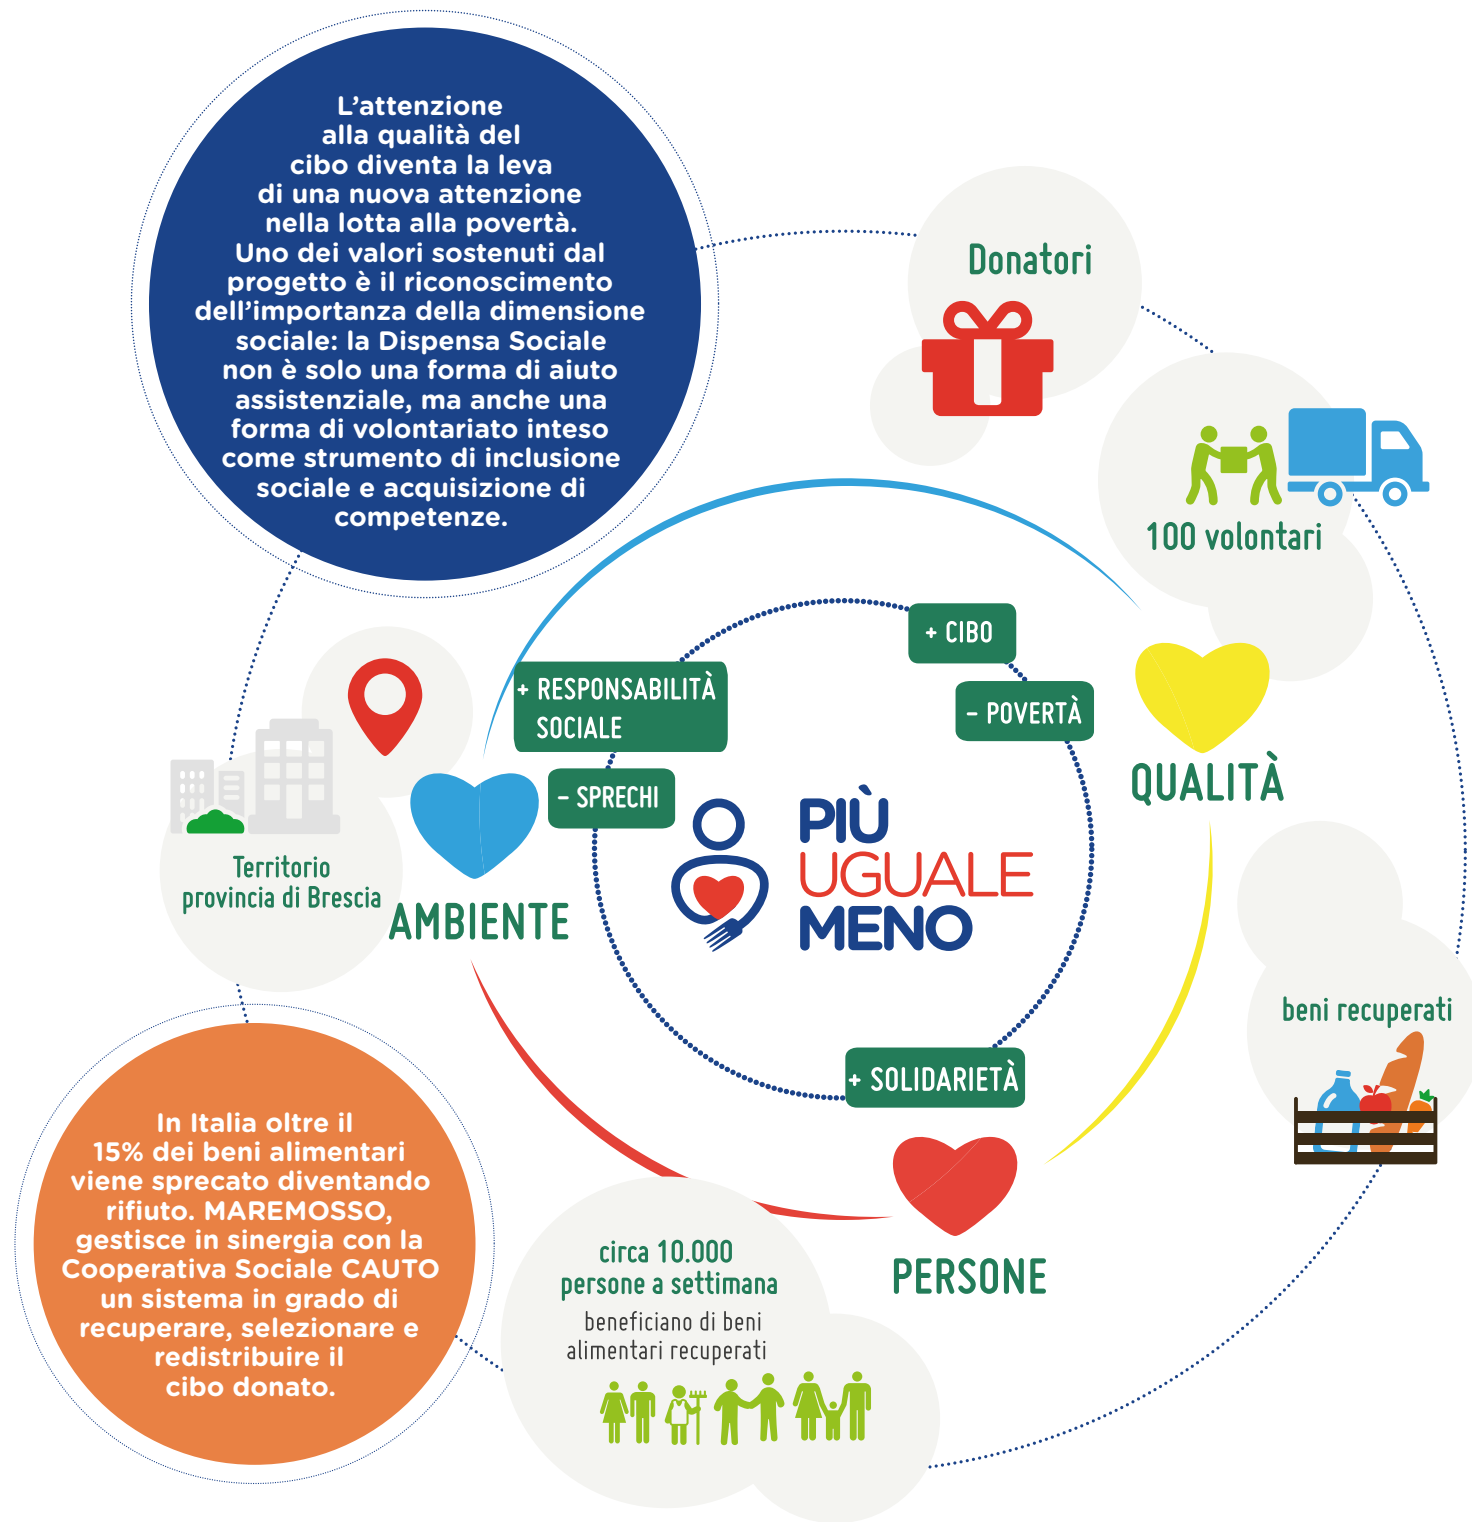 L’attenzione
alla qualità del
cibo diventa la leva
di una nuova attenzione
nella lotta alla povertà.
Uno dei valori sostenuti dal
progetto è il riconoscimento
dell’importanza della dimensione
sociale: la Dispensa Sociale
non è solo una forma di aiuto
assistenziale, ma anche una
forma di volontariato inteso
come strumento di inclusione
sociale e acquisizione di
competenze.
Donatori
100 volontari
+ CIBO
- POVERTÀ
+ RESPONSABILITÀ
SOCIALE
- SPRECHI
QUALITÀ
PIÙ
UGUALE
MENO
Territorio
provincia di Brescia
AMBIENTE
beni recuperati
+ SOLIDARIETÀ
PERSONE
In Italia oltre il
15% dei beni alimentari
viene sprecato diventando
rifiuto. MAREMOSSO,
gestisce in sinergia con la
Cooperativa Sociale CAUTO
un sistema in grado di
recuperare, selezionare e
redistribuire il
cibo donato.
circa 10.000
persone a settimana
beneficiano di beni
alimentari recuperati